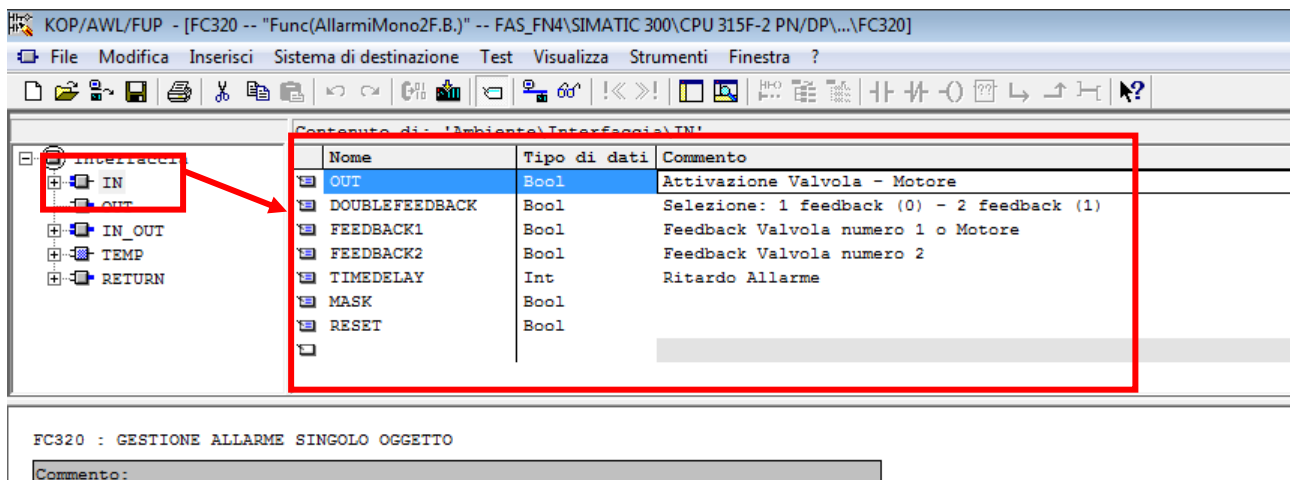 KOP/AWL/FUP - [FC320 -- "Func(AllarmiMono2F.B.)" -- FAS_FN4\SIMATIC 300\CPU 315F-2 PN/DP\...\FC320]
File Modifica Inserisci Sistema di destinazione Test Visualizza Strumenti Finestra ?
Contenuto di: 'Ambiente\Interfaccia\IN'
Interfaccia
IN
OUT
IN_OUT
TEMP
RETURN
Nome Tipo di dati Commento
OUT Bool Attivazione Valvola - Motore
DOUBLEFEEDBACK Bool Selezione: 1 feedback (0) - 2 feedback (1)
FEEDBACK1 Bool Feedback Valvola numero 1 o Motore
FEEDBACK2 Bool Feedback Valvola numero 2
TIMEDELAY Int Ritardo Allarme
MASK Bool
RESET Bool
FC320 : GESTIONE ALLARME SINGOLO OGGETTO
Commento: